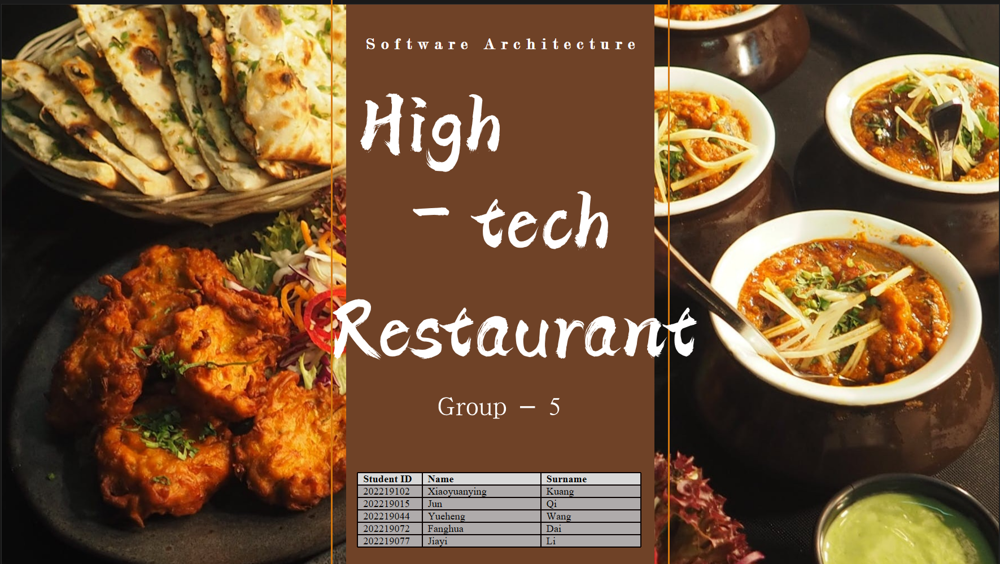 Software Architecture
High
- tech
Restaurant
Group - 5
Student ID Name Surname
202219102 Xiaoyuanying Kuang
202219015 Jun Qi
202219044 Yueheng Wang
202219072 Fanghua Dai
202219077 Jiayi Li